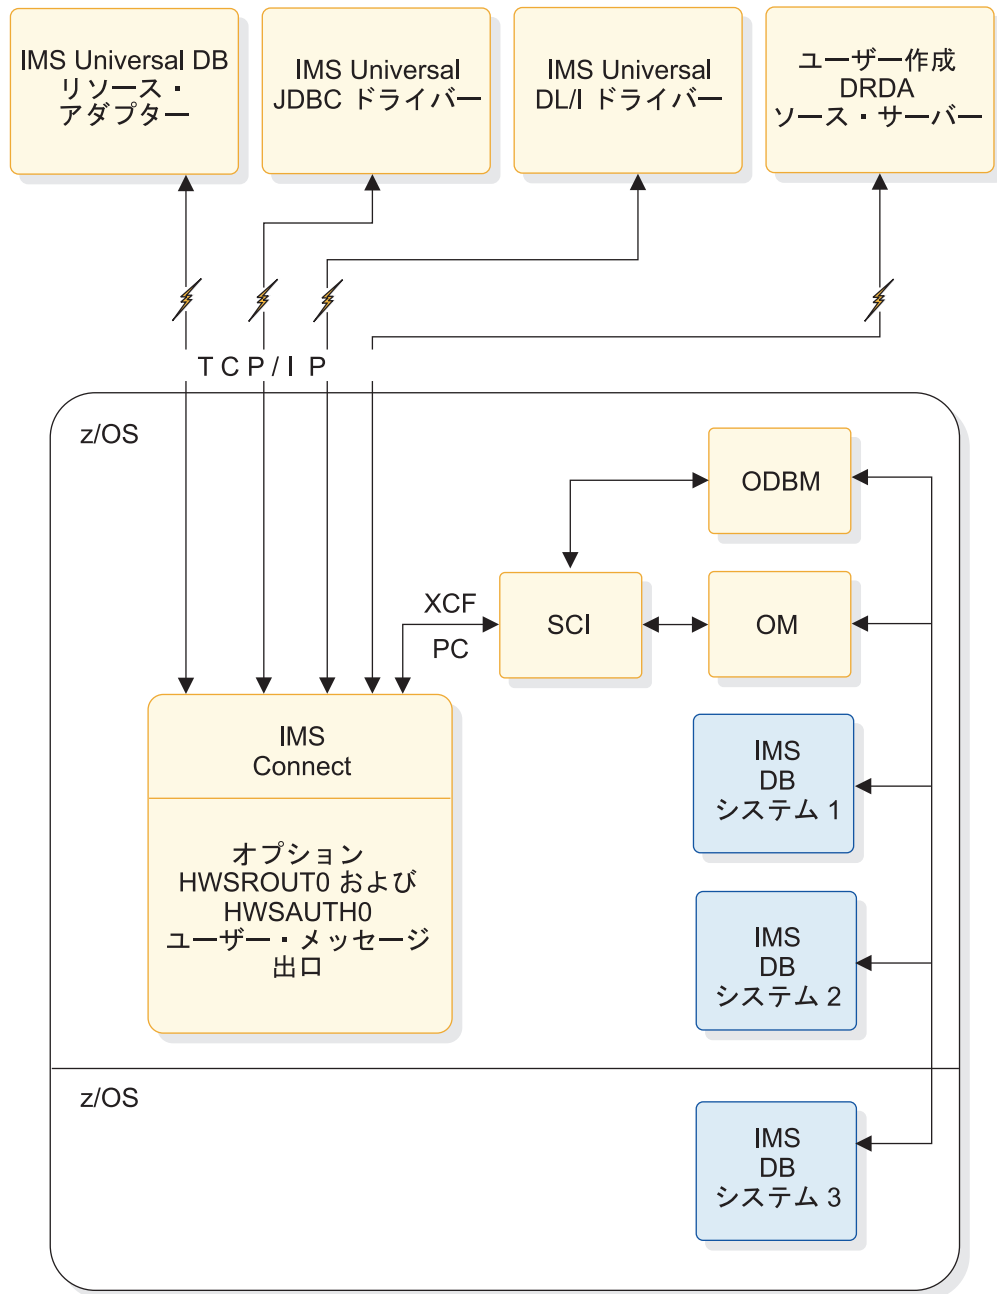 IMS Universal DB
リソース・
アダプター
IMS Universal
JDBC ドライバー
IMS Universal
DL/I ドライバー
ユーザー作成
DRDA
ソース・サーバー
TCP/IP
z/OS
ODBM
XCF
PC
SCI
OM
IMS
Connect
オプション
HWSROUT0 および
HWSAUTH0
ユーザー・メッセージ
出口
IMS
DB
システム 1
IMS
DB
システム 2
z/OS
IMS
DB
システム 3